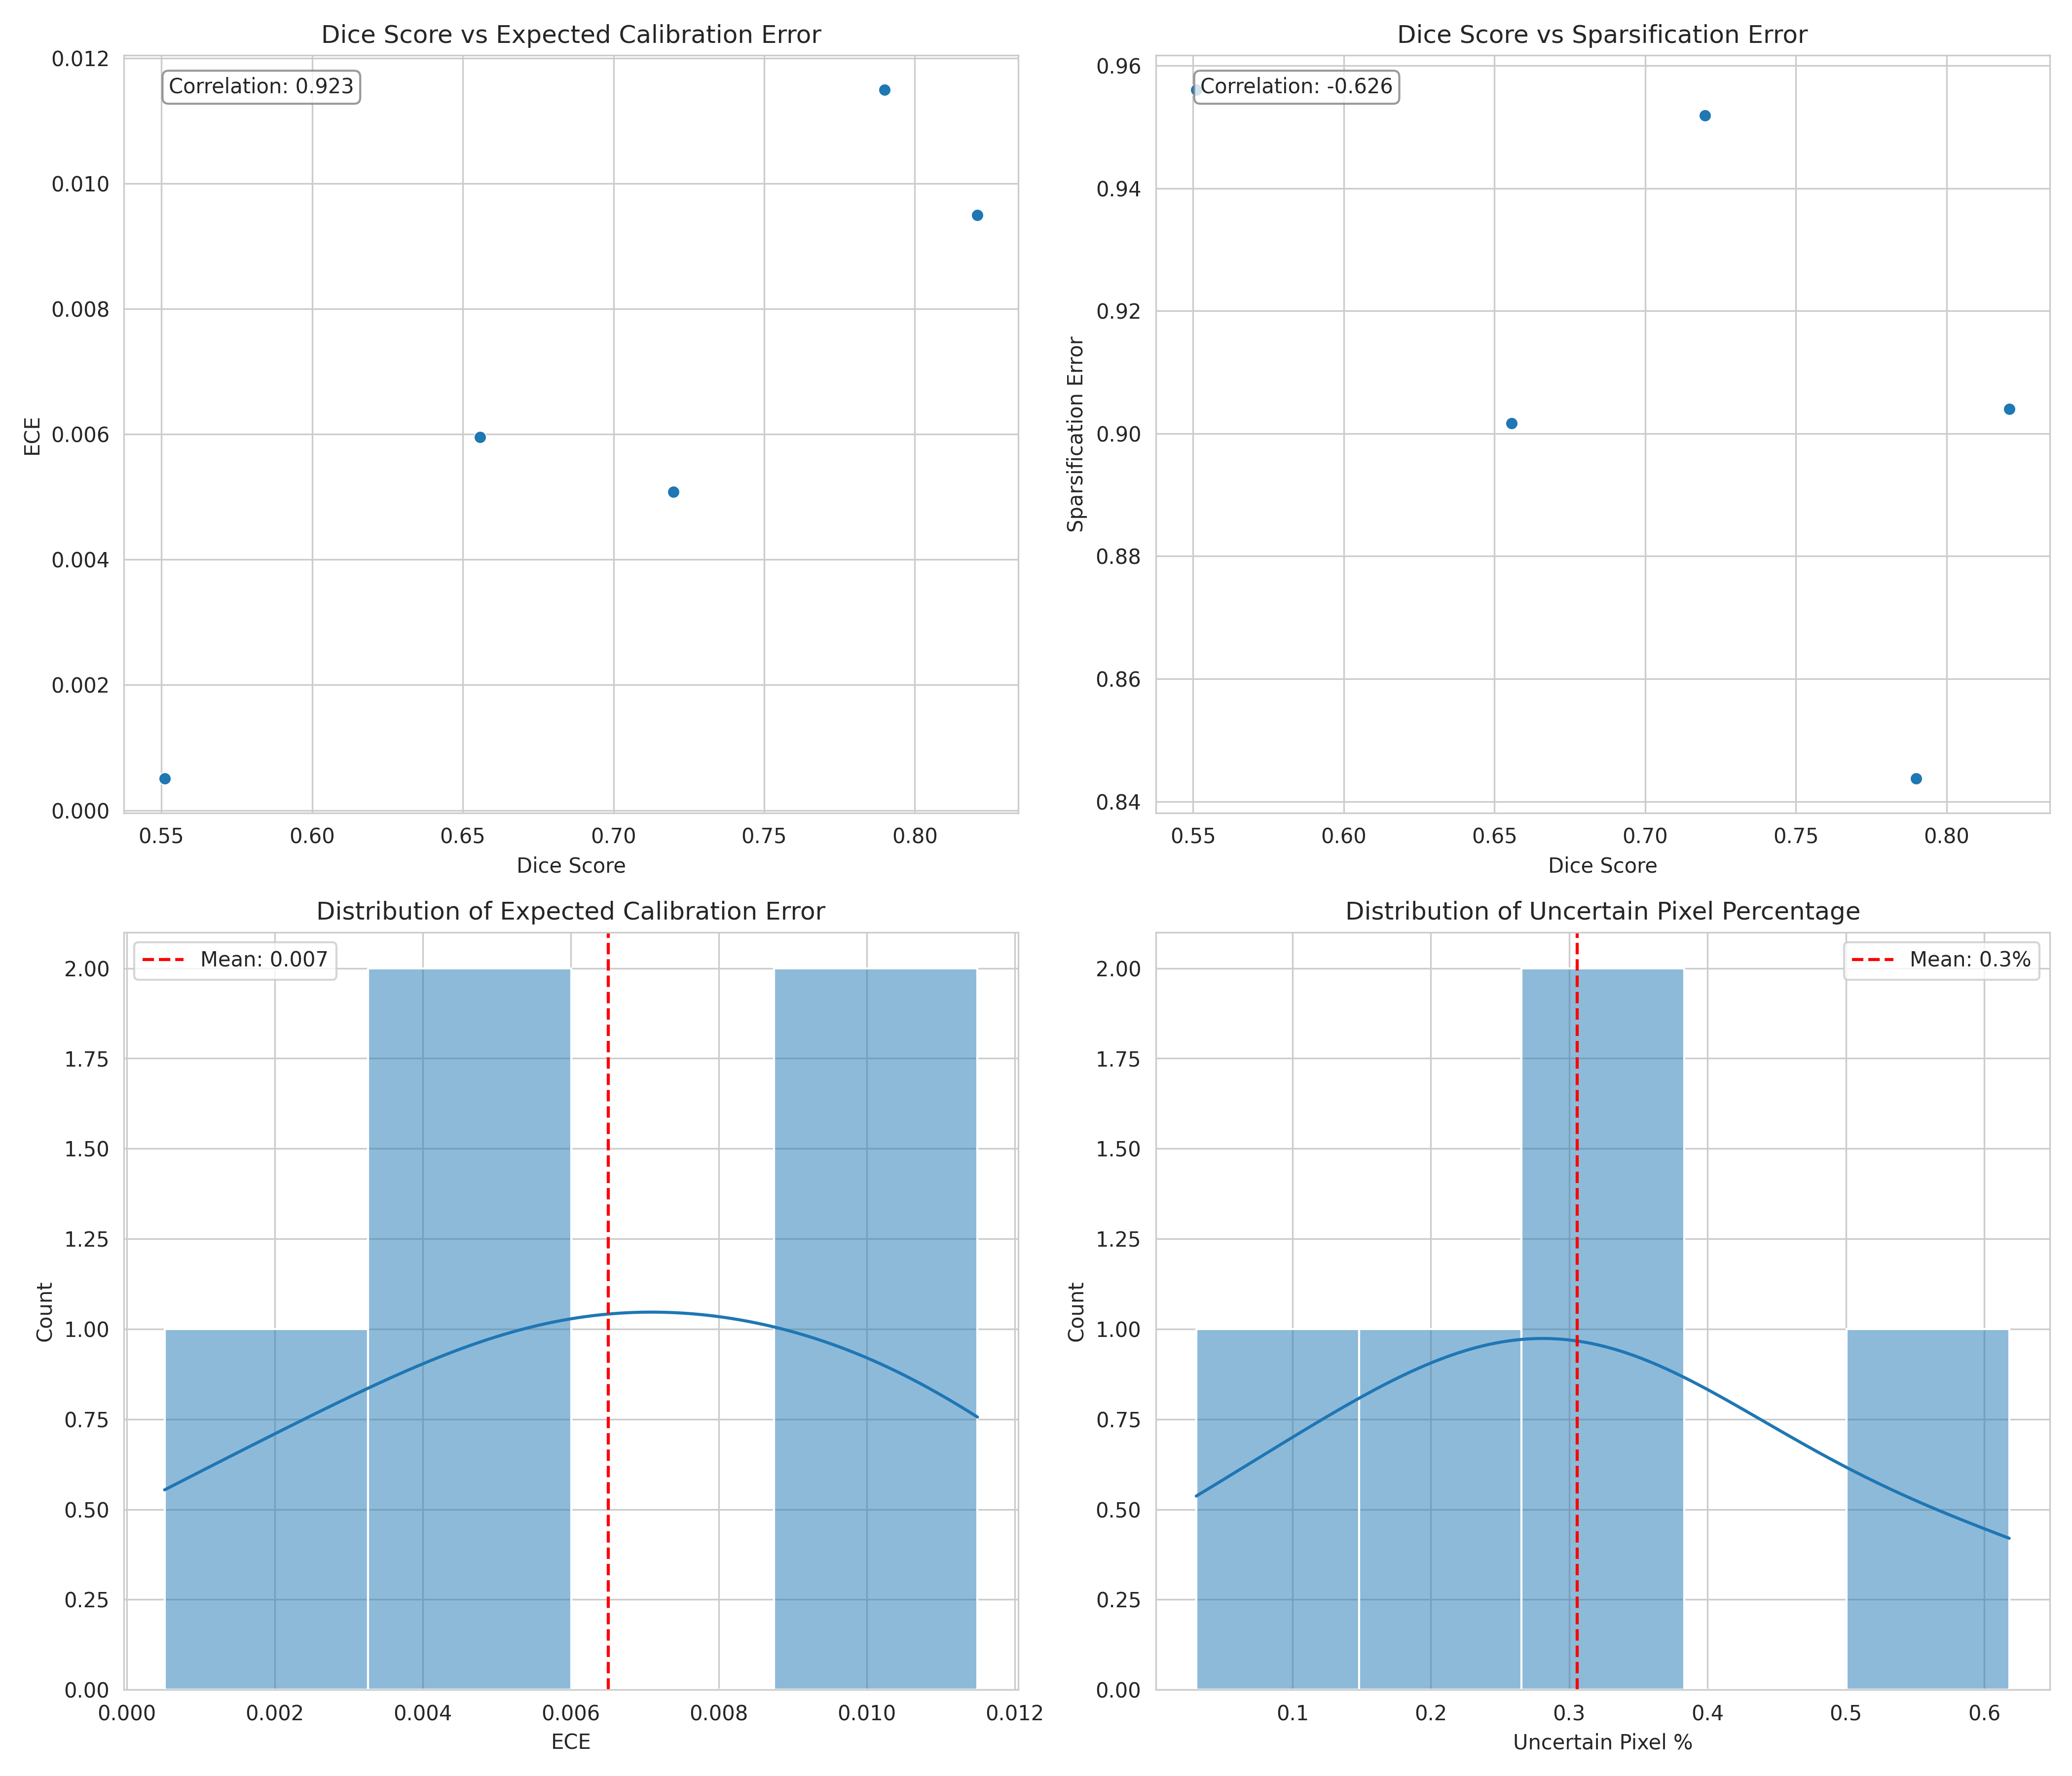 Dice Score vs Expected Calibration Error
Correlation: 0.923
ECE
0.012
0.010
0.008
0.006
0.004
0.002
0.000
0.55 0.60 0.65 0.70 0.75 0.80
Dice Score
Dice Score vs Sparsification Error
Correlation: -0.626
Sparsification Error
0.96
0.94
0.92
0.90
0.88
0.86
0.84
0.55 0.60 0.65 0.70 0.75 0.80
Dice Score
Distribution of Expected Calibration Error
Mean: 0.007
Count
2.00
1.75
1.50
1.25
1.00
0.75
0.50
0.25
0.00
0.000 0.002 0.004 0.006 0.008 0.010 0.012
ECE
Distribution of Uncertain Pixel Percentage
Mean: 0.3%
Count
2.00
1.75
1.50
1.25
1.00
0.75
0.50
0.25
0.00
0.1 0.2 0.3 0.4 0.5 0.6
Uncertain Pixel %